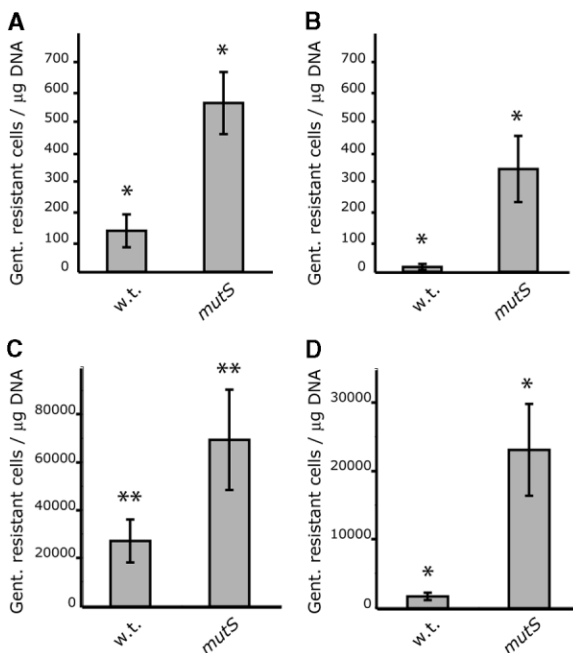 A
Gent. resistant cells / μg DNA
700
600
500
400
300
200
100
0
*
*
w.t.
mutS
B
Gent. resistant cells / μg DNA
700
600
500
400
300
200
100
0
*
*
w.t.
mutS
C
Gent. resistant cells / μg DNA
80000
60000
40000
20000
0
**
**
w.t.
mutS
D
Gent. resistant cells / μg DNA
30000
20000
10000
0
*
*
w.t.
mutS